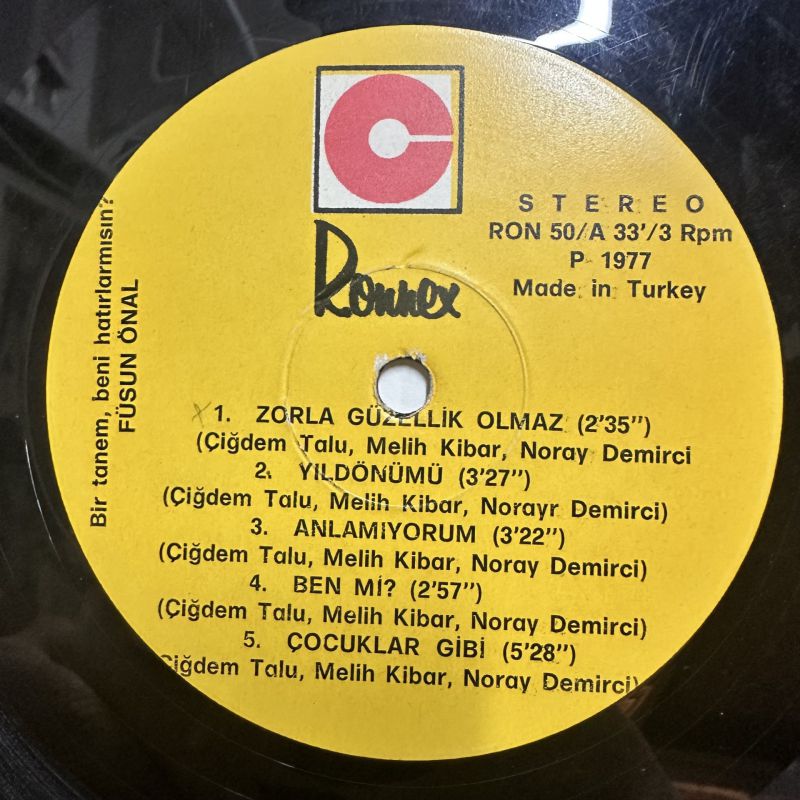 Ronnex
STEREO
RON 50/A 33'/3 Rpm
P 1977
Made in Turkey
Bir tanem, beni hatırlarmısın?
FÜSUN ÖNAL
1. ZORLA GÜZELLİK OLMAZ (2'35")
(Çiğdem Talu, Melih Kibar, Noray Demirci
2. YILDÖNÜMÜ (3'27")
(Çiğdem Talu, Melih Kibar, Norayr Demirci)
3. ANLAMIYORUM (3'22")
(Çiğdem Talu, Melih Kibar, Noray Demirci)
4. BEN Mİ? (2'57")
(Çiğdem Talu, Melih Kibar, Noray Demirci)
5. ÇOCUKLAR GİBİ (5'28")
Çiğdem Talu, Melih Kibar, Noray Demirci)